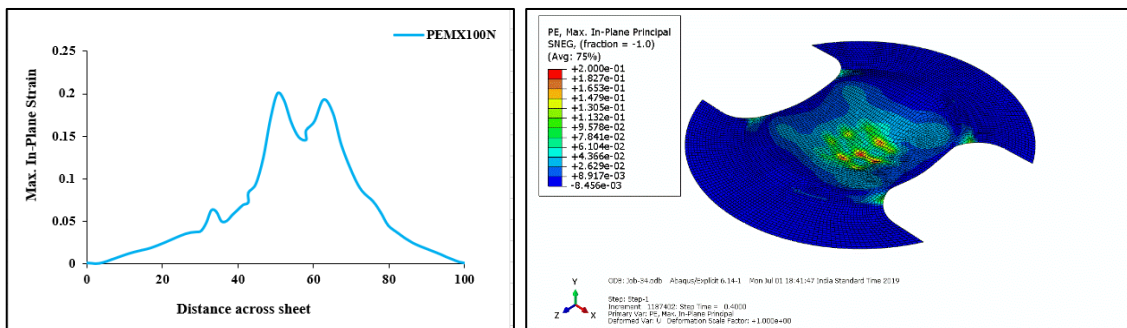 PEMX100N
0.25
0.2
0.15
0.1
0.05
0
Max. In-Plane Strain
0 20 40 60 80 100
Distance across sheet
PE, Max. In-Plane Principal
SNEG, (fraction = -1.0)
(Avg: 75%)
+2.000e-01
+1.827e-01
+1.653e-01
+1.479e-01
+1.305e-01
+1.132e-01
+9.578e-02
+7.841e-02
+6.104e-02
+4.366e-02
+2.629e-02
+8.917e-03
-8.456e-03
Y
Z X
ODB: Job-34.odb Abaqus/Explicit 6.14-1 Mon Jul 01 18:41:47 India Standard Time 2019
Step: Step-1
Increment 1187402: Step Time = 0.4000
Primary Var: PE, Max. In-Plane Principal
Deformed Var: U Deformation Scale Factor: +1.000e+00